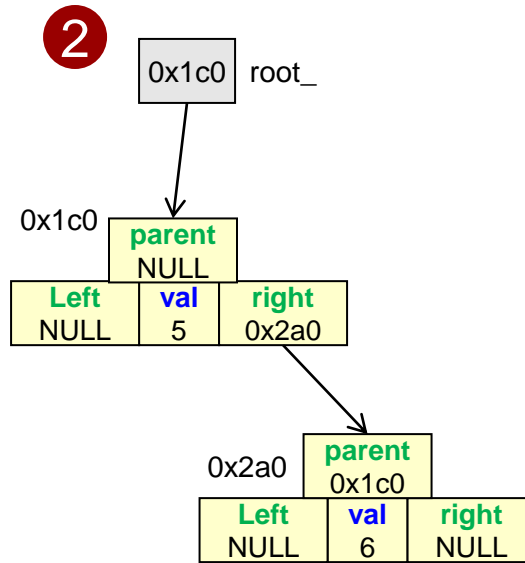 2
0x1c0 root_
0x1c0
parent
NULL
Left val right
NULL 5 0x2a0
0x2a0
parent
0x1c0
Left val right
NULL 6 NULL